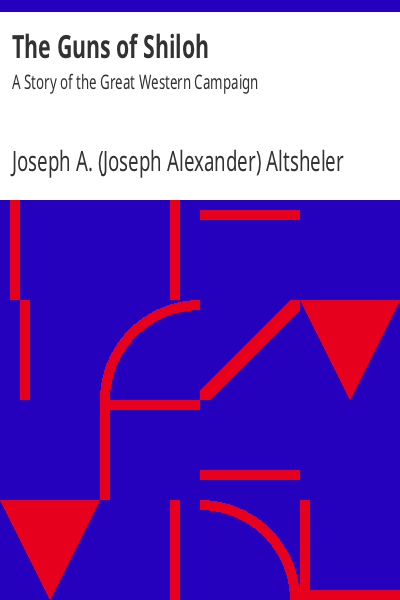 The Guns of Shiloh
A Story of the Great Western Campaign
Joseph A. (Joseph Alexander) Altsheler